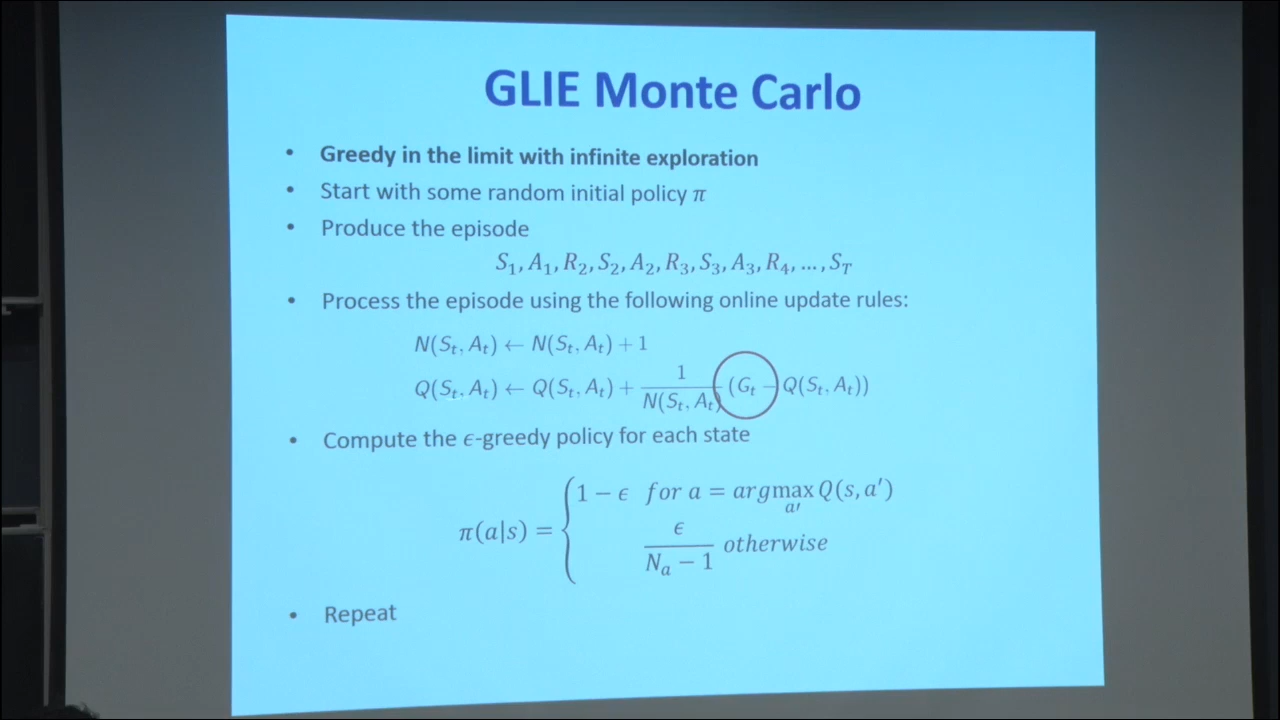 GLIE Monte Carlo
• Greedy in the limit with infinite exploration
• Start with some random initial policy π
• Produce the episode
S₁, A₁, R₂, S₂, A₂, R₃, S₃, A₃, R₄, … , S_T
• Process the episode using the following online update rules:
N(Sₜ, Aₜ) ← N(Sₜ, Aₜ) + 1
Q(Sₜ, Aₜ) ← Q(Sₜ, Aₜ) + 1 / N(Sₜ, Aₜ) (Gₜ − Q(Sₜ, Aₜ))
• Compute the ϵ-greedy policy for each state
π(a|s) = { 1 − ϵ for a = argmax_{a′} Q(s, a′)
ϵ / (Nₐ − 1) otherwise
• Repeat